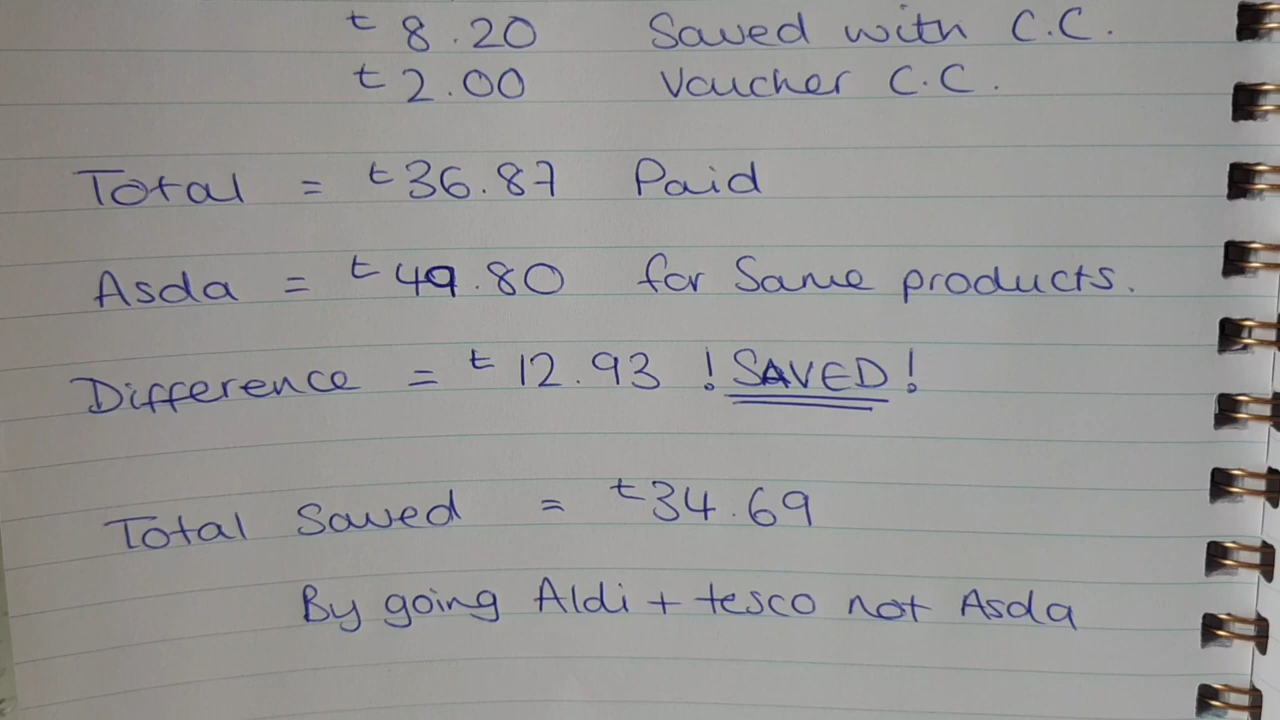 £8.20 Saved with C.C.
£2.00 Voucher C.C.
Total = £36.87 Paid
Asda = £49.80 for Same products.
Difference = £12.93 ! SAVED !
Total Saved = £34.69
By going Aldi + tesco not Asda